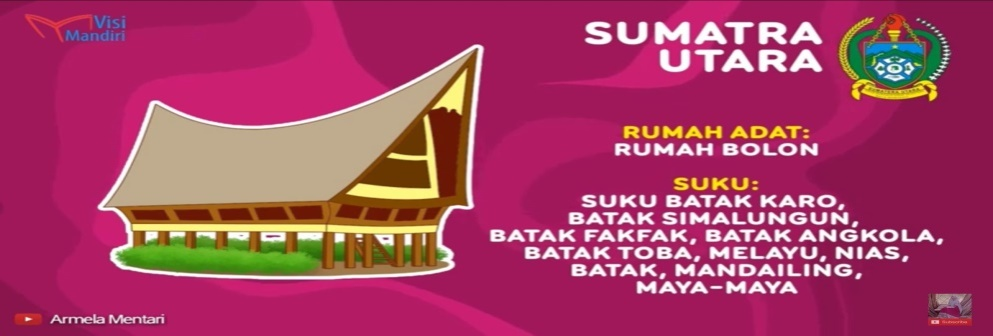 Visi
Mandiri
SUMATRA
UTARA
SUMATERA UTARA
RUMAH ADAT:
RUMAH BOLON
SUKU:
SUKU BATAK KARO,
BATAK SIMALUNGUN,
BATAK FAKFAK, BATAK ANGKOLA,
BATAK TOBA, MELAYU, NIAS,
BATAK, MANDAILING,
MAYA-MAYA
Armela Mentari